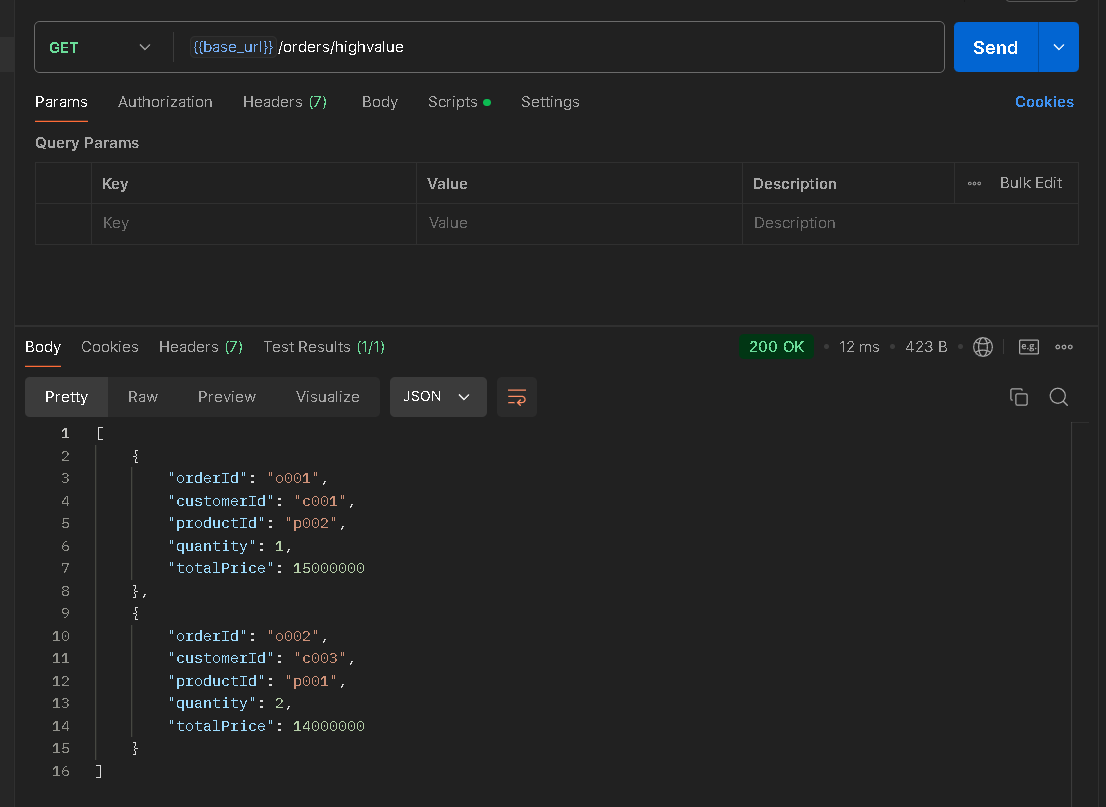 GET {{base_url}}/orders/highvalue Send
Params Authorization Headers (7) Body Scripts Settings Cookies
Query Params
Key Value Description Bulk Edit
Key Value Description
Body Cookies Headers (7) Test Results (1/1) 200 OK • 12 ms • 423 B • e.g.
Pretty Raw Preview Visualize JSON
1 [
2 {
3 "orderId": "o001",
4 "customerId": "c001",
5 "productId": "p002",
6 "quantity": 1,
7 "totalPrice": 15000000
8 },
9 {
10 "orderId": "o002",
11 "customerId": "c003",
12 "productId": "p001",
13 "quantity": 2,
14 "totalPrice": 14000000
15 }
16 ]